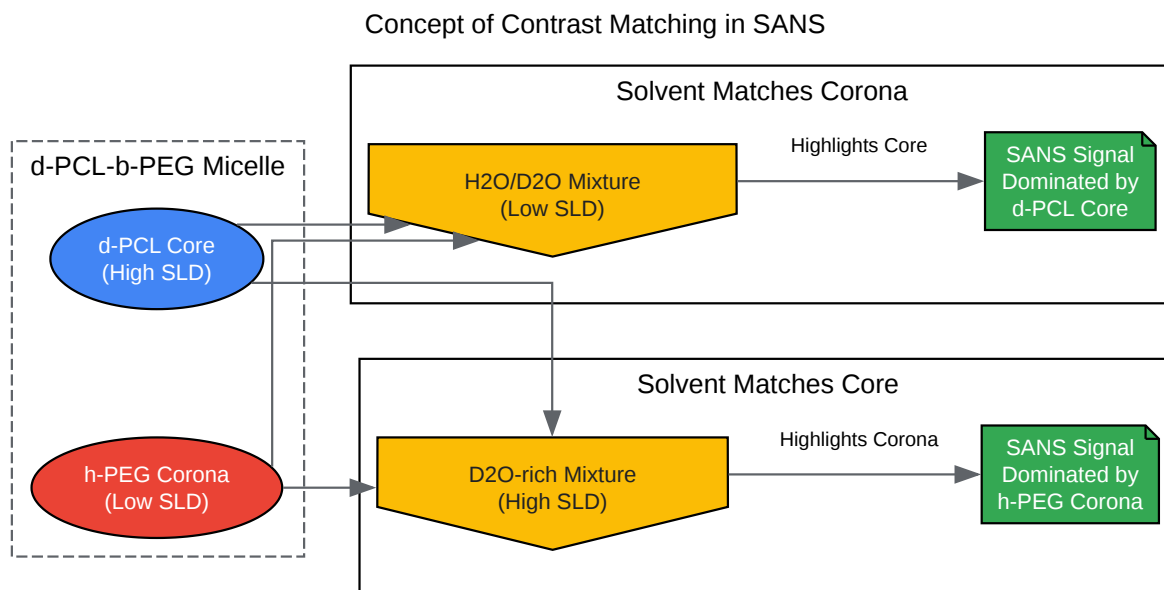 Concept of Contrast Matching in SANS
d-PCL-b-PEG Micelle
d-PCL Core
(High SLD)
h-PEG Corona
(Low SLD)
Solvent Matches Corona
H2O/D2O Mixture
(Low SLD)
Highlights Core
SANS Signal
Dominated by
d-PCL Core
Solvent Matches Core
D2O-rich Mixture
(High SLD)
Highlights Corona
SANS Signal
Dominated by
h-PEG Corona